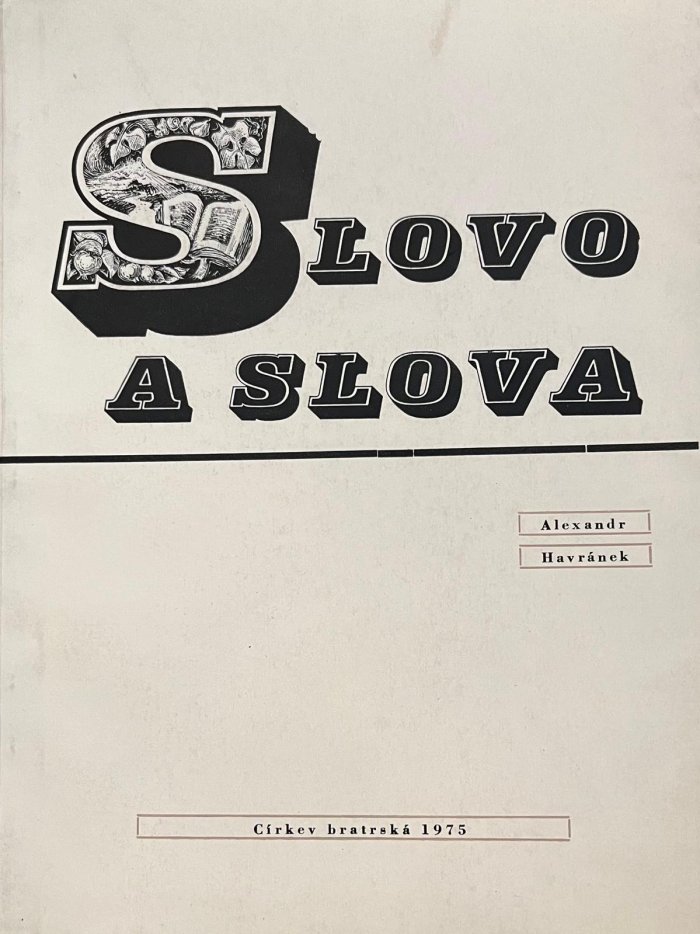 SLOVO
A SLOVA
Alexandr
Havránek
Církev bratrská 1975